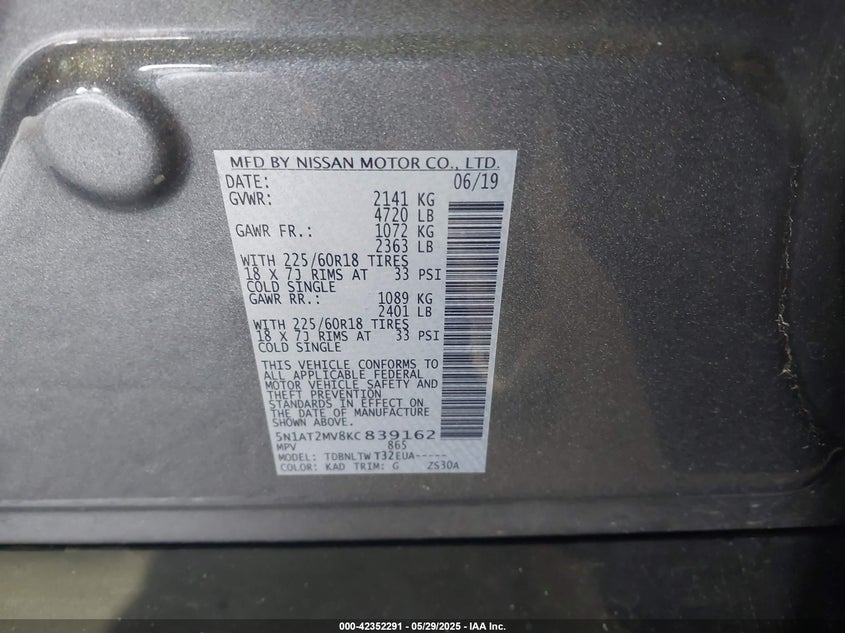 MFD BY NISSAN MOTOR CO., LTD.
DATE: 06/19
GVWR: 2141 KG
4720 LB
GAWR FR.: 1072 KG
2363 LB
WITH 225/60R18 TIRES
18 X 7J RIMS AT 33 PSI
COLD SINGLE
GAWR RR.: 1089 KG
2401 LB
WITH 225/60R18 TIRES
18 X 7J RIMS AT 33 PSI
COLD SINGLE
THIS VEHICLE CONFORMS TO
ALL APPLICABLE FEDERAL
MOTOR VEHICLE SAFETY AND
THEFT PREVENTION
STANDARDS IN EFFECT ON
THE DATE OF MANUFACTURE
SHOWN ABOVE.
5N1AT2MV8KC839162
MPV 865
MODEL: TDBNLTW T32EUA-----
COLOR: KAD TRIM: G ZS30A
000-42352291 - 05/29/2025 - IAA Inc.